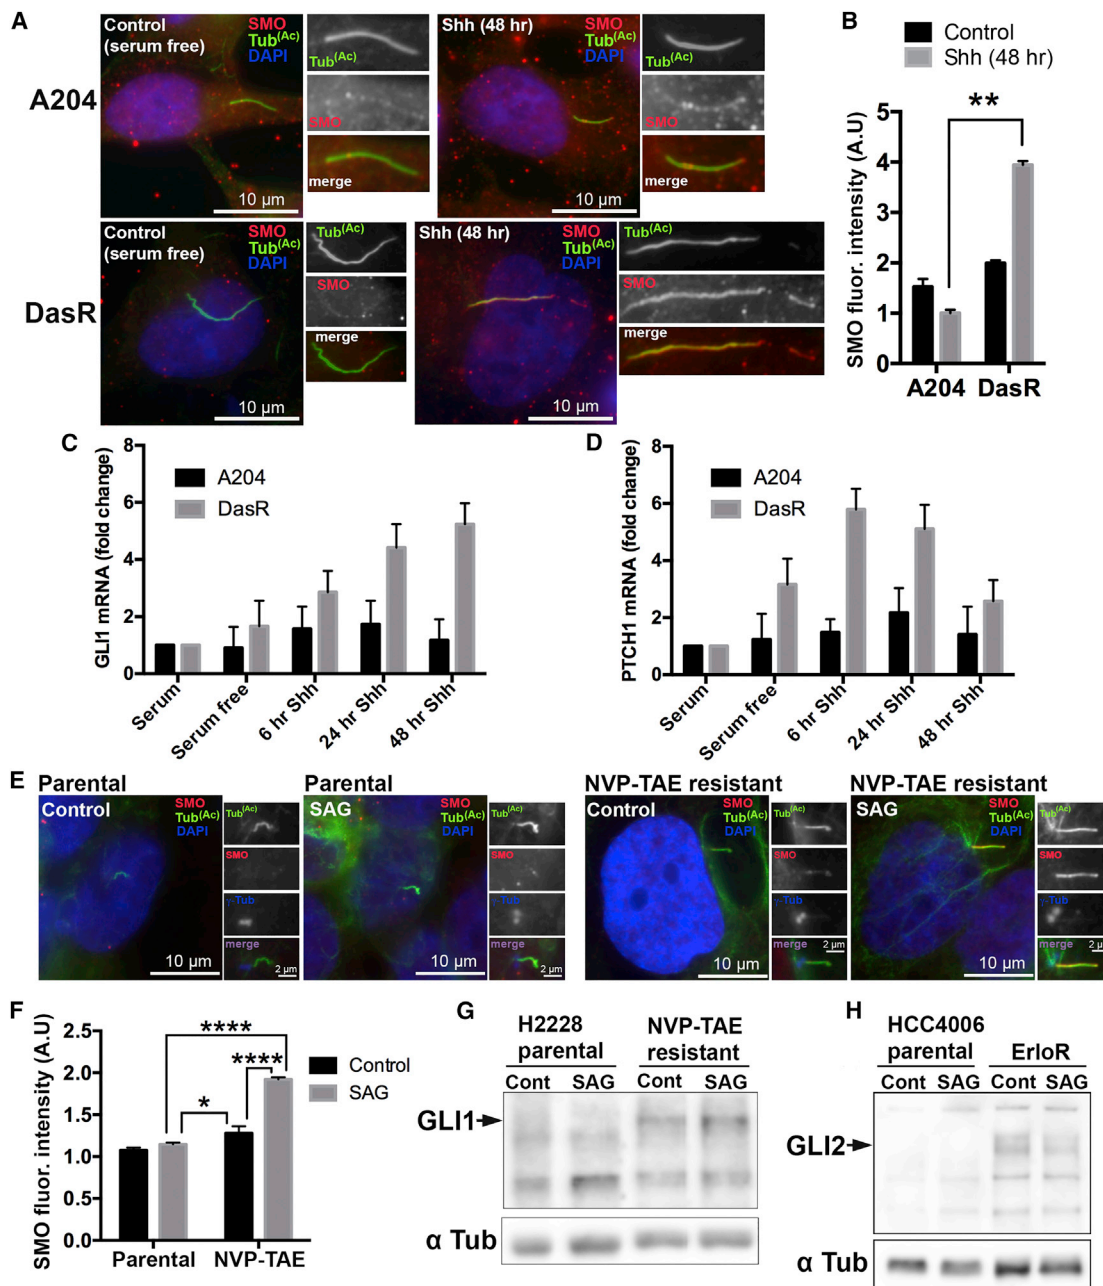 A
Control
(serum free)
SMO
Tub(Ac)
DAPI
Tub(Ac)
SMO
merge
10 µm
Shh (48 hr)
SMO
Tub(Ac)
DAPI
Tub(Ac)
SMO
merge
10 µm
A204
Control
(serum free)
SMO
Tub(Ac)
DAPI
Tub(Ac)
SMO
merge
10 µm
Shh (48 hr)
SMO
Tub(Ac)
DAPI
Tub(Ac)
SMO
merge
10 µm
DasR
B
Control
Shh (48 hr)
**
SMO fluor. intensity (A.U)
5
4
3
2
1
0
A204 DasR
C
GLI1 mRNA (fold change)
8
6
4
2
0
A204
DasR
Serum
Serum free
6 hr Shh
24 hr Shh
48 hr Shh
D
PTCH1 mRNA (fold change)
8
6
4
2
0
A204
DasR
Serum
Serum free
6 hr Shh
24 hr Shh
48 hr Shh
E
Parental
Control
SMO
Tub(Ac)
DAPI
Tub(Ac)
SMO
γ-Tub
merge
10 µm
2 µm
Parental
SAG
SMO
Tub(Ac)
DAPI
Tub(Ac)
SMO
γ-Tub
merge
10 µm
2 µm
NVP-TAE resistant
Control
SMO
Tub(Ac)
DAPI
Tub(Ac)
SMO
γ-Tub
merge
10 µm
2 µm
NVP-TAE resistant
SAG
SMO
Tub(Ac)
DAPI
Tub(Ac)
SMO
γ-Tub
merge
10 µm
2 µm
F
SMO fluor. intensity (A.U)
2.5
2.0
1.5
1.0
0.5
0.0
****
****
*
Control
SAG
Parental NVP-TAE
G
H2228
parental
NVP-TAE
resistant
Cont SAG Cont SAG
GLI1
α Tub
H
HCC4006
parental
ErloR
Cont SAG Cont SAG
GLI2
α Tub